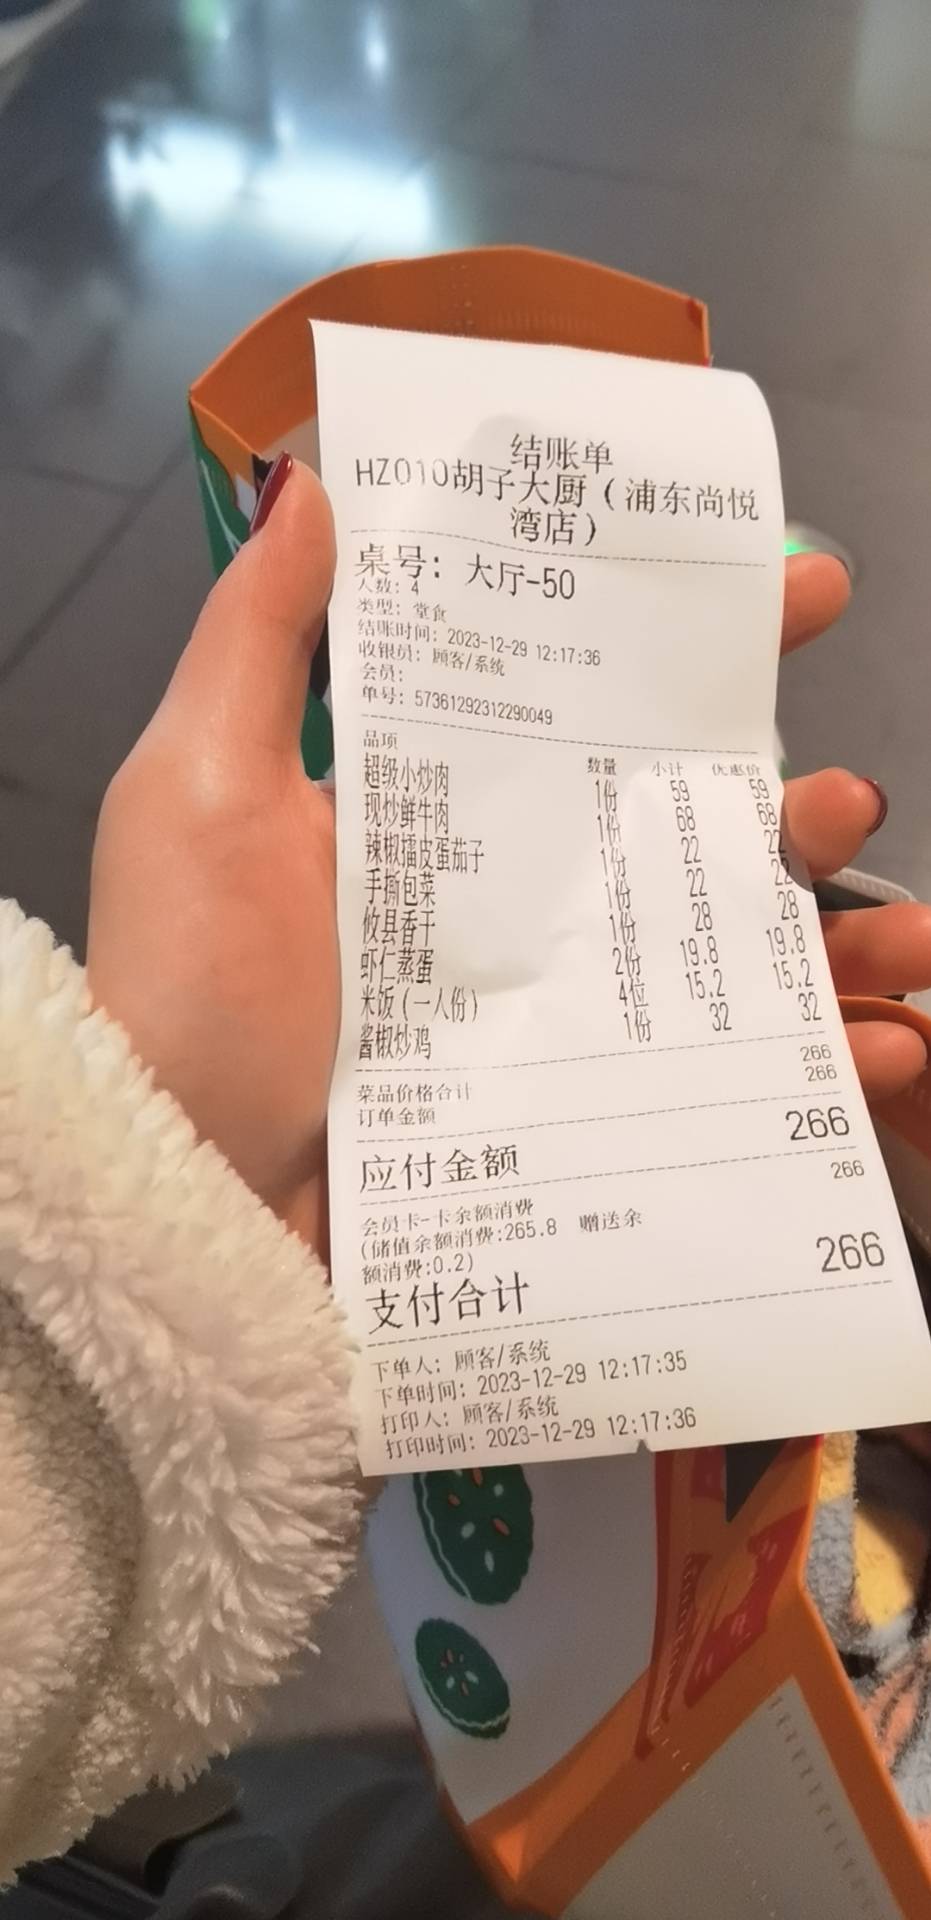 结账单
HZ010胡子大厨（浦东尚悦
湾店）
桌号：大厅-50
人数：4
类型：堂食
结账时间：2023-12-29 12:17:36
收银员：顾客/系统
会员：
单号：57361292312290049
品项 数量 小计 优惠价
超级小炒肉 1份 59 59
现炒鲜牛肉 1份 68 68
辣椒擂皮蛋茄子 1份 22 22
手撕包菜 1份 22 22
攸县香干 1份 28 28
虾仁蒸蛋 2份 19.8 19.8
米饭（一人份） 4位 15.2 15.2
酱椒炒鸡 1份 32 32
菜品价格合计 266
订单金额 266
应付金额 266
会员卡-卡余额消费 266
(储值余额消费:265.8 赠送余
额消费:0.2)
支付合计 266
下单人：顾客/系统
下单时间：2023-12-29 12:17:35
打印人：顾客/系统
打印时间：2023-12-29 12:17:36